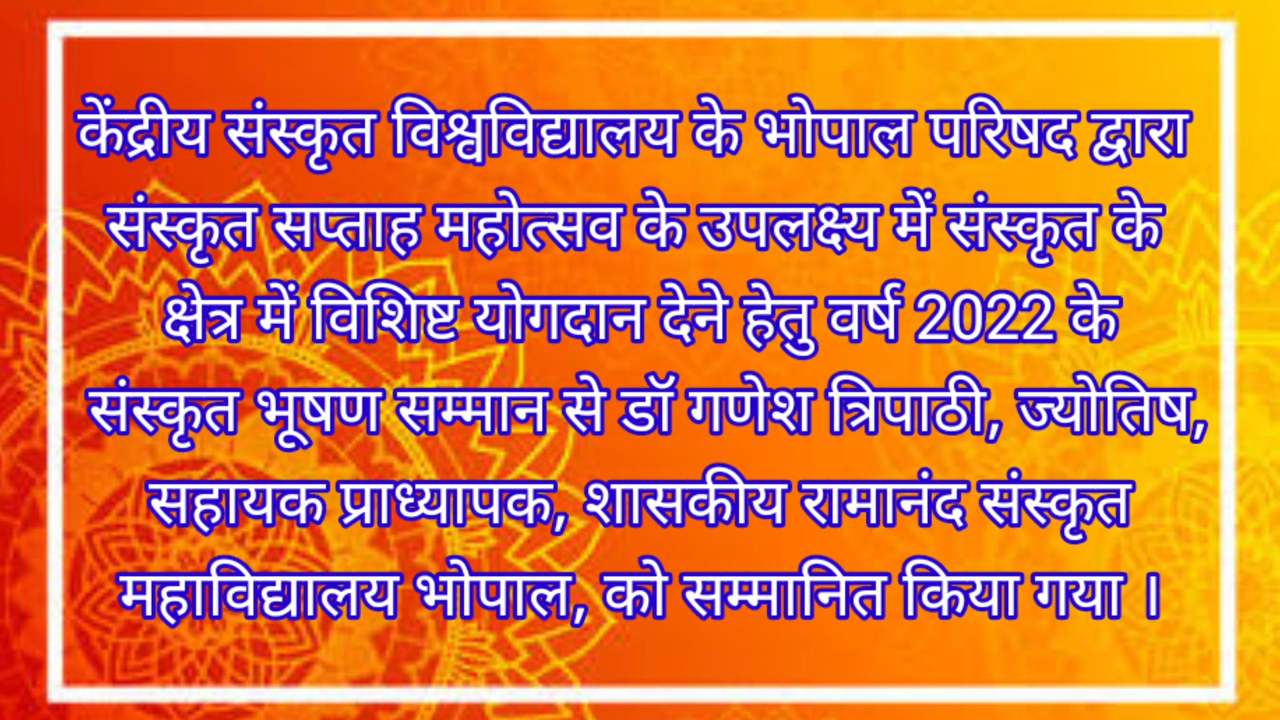 केंद्रीय संस्कृत विश्वविद्यालय के भोपाल परिषद द्वारा
संस्कृत सप्ताह महोत्सव के उपलक्ष्य में संस्कृत के
क्षेत्र में विशिष्ट योगदान देने हेतु वर्ष 2022 के
संस्कृत भूषण सम्मान से डॉ गणेश त्रिपाठी, ज्योतिष,
सहायक प्राध्यापक, शासकीय रामानंद संस्कृत
महाविद्यालय भोपाल, को सम्मानित किया गया ।